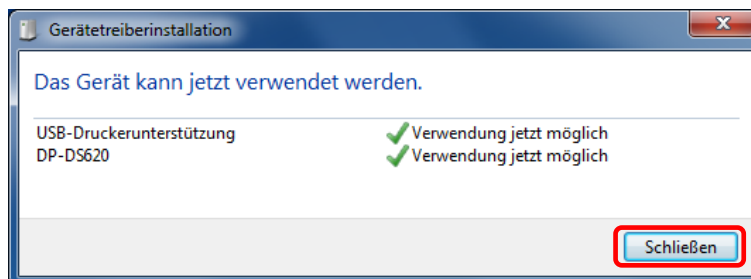 Gerätetreiberinstallation
Das Gerät kann jetzt verwendet werden.
USB-Druckerunterstützung Verwendung jetzt möglich
DP-DS620 Verwendung jetzt möglich
Schließen